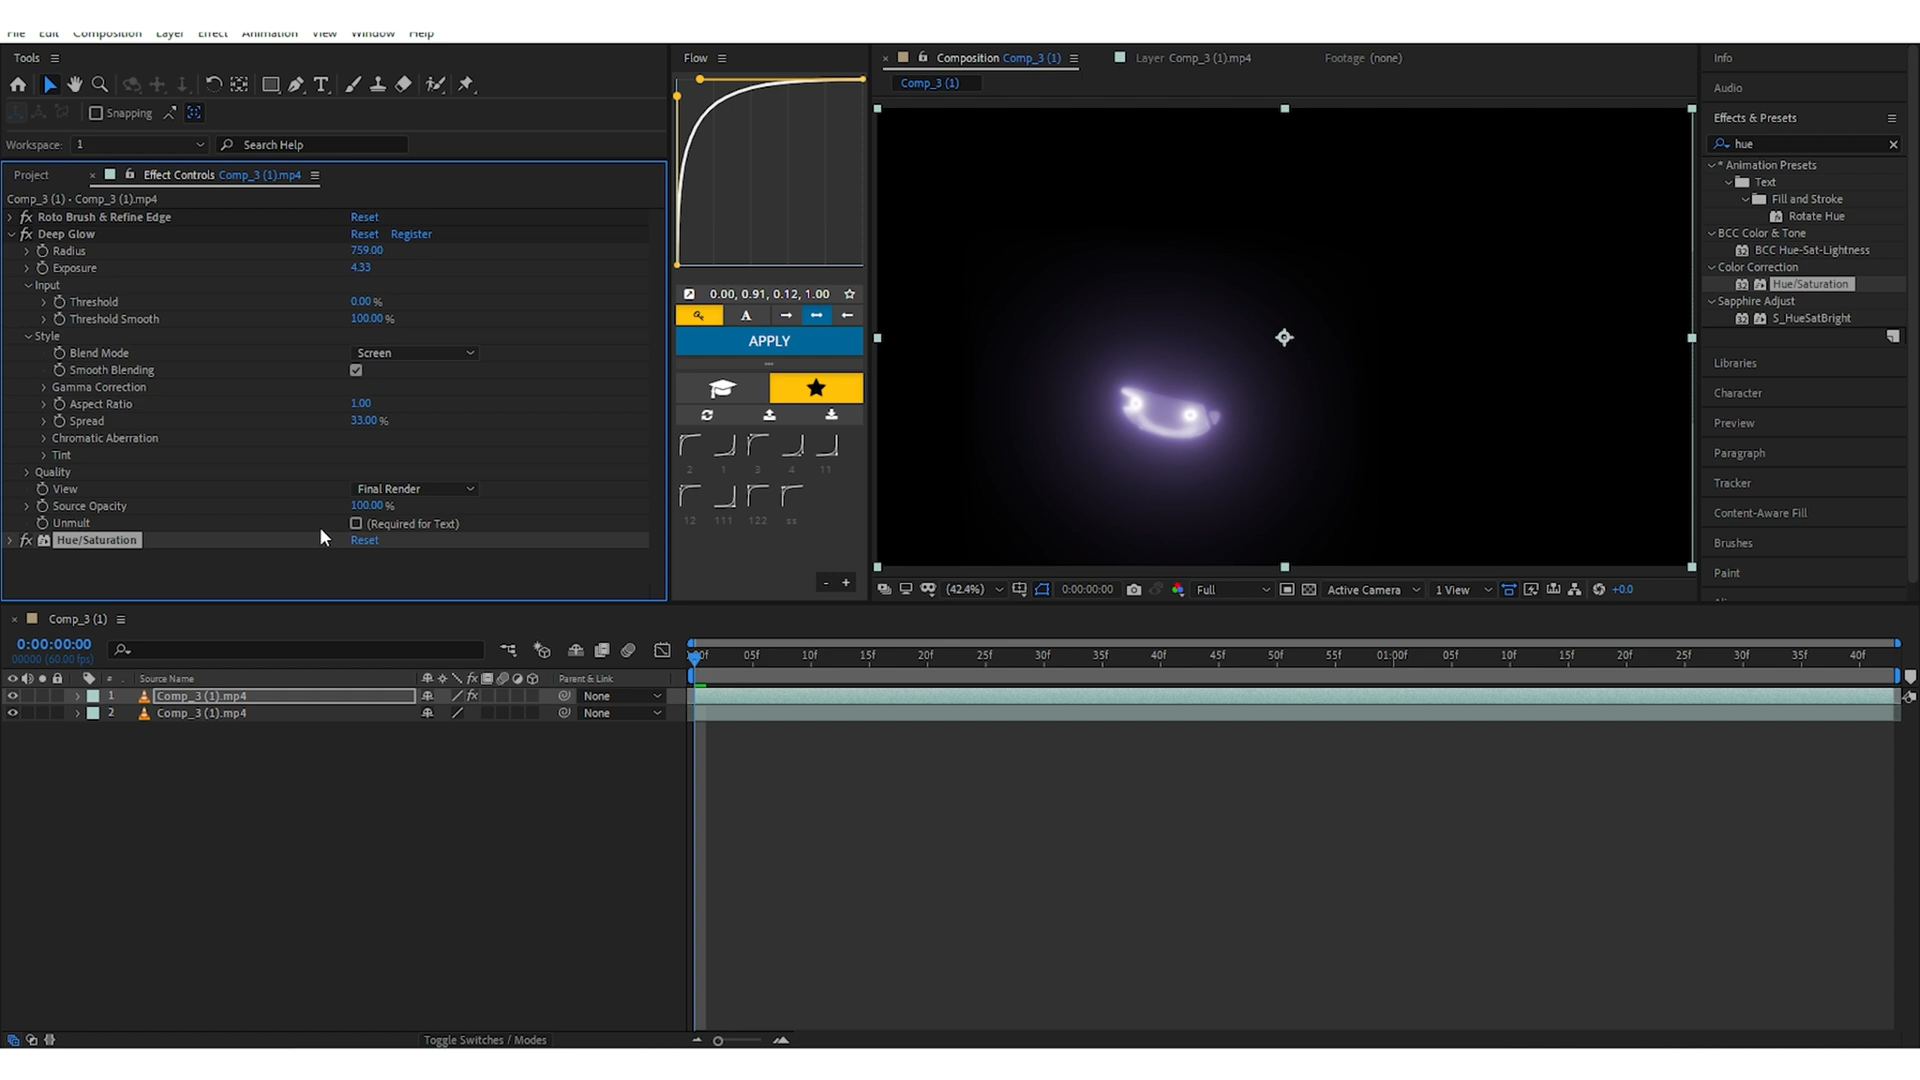 File Edit Composition Layer Effect Animation View Window Help
Tools
Snapping
Workspace: 1
Search Help
Project
Effect Controls Comp_3 (1).mp4
Comp_3 (1) • Comp_3 (1).mp4
fx Roto Brush & Refine Edge Reset
fx Deep Glow Reset Register
Radius 759.00
Exposure 4.33
Input
Threshold 0.00 %
Threshold Smooth 100.00 %
Style
Blend Mode Screen
Smooth Blending
Gamma Correction
Aspect Ratio 1.00
Spread 33.00 %
Chromatic Aberration
Tint
Quality
View Final Render
Source Opacity 100.00 %
Unmult (Required for Text)
fx Hue/Saturation Reset
Flow
0.00, 0.91, 0.12, 1.00
A
APPLY
2 1 3 4 11
12 111 122 ss
- +
Composition Comp_3 (1)
Layer Comp_3 (1).mp4
Footage (none)
Comp_3 (1)
(42.4%) 0:00:00:00 Full Active Camera 1 View +0.0
Info
Audio
Effects & Presets
hue
* Animation Presets
Text
Fill and Stroke
Rotate Hue
BCC Color & Tone
32 BCC Hue-Sat-Lightness
Color Correction
32 Hue/Saturation
Sapphire Adjust
32 S_HueSatBright
Libraries
Character
Preview
Paragraph
Tracker
Content-Aware Fill
Brushes
Paint
Comp_3 (1)
0:00:00:00
00000 (60.00 fps)
:00f 05f 10f 15f 20f 25f 30f 35f 40f 45f 50f 55f 01:00f 05f 10f 15f 20f 25f 30f 35f 40f
# Source Name fx Parent & Link
1 Comp_3 (1).mp4 fx None
2 Comp_3 (1).mp4 None
Toggle Switches / Modes